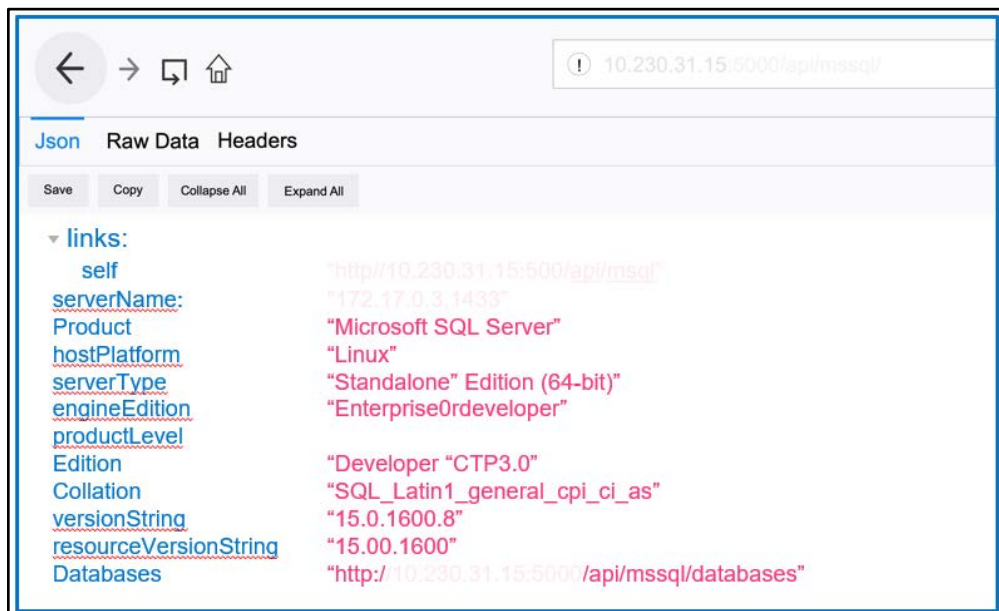 ! 10.230.31.15:5000/api/mssql/
Json Raw Data Headers
Save Copy Collapse All Expand All
links:
self "http//10.230.31.15:500/api/msql"
serverName: "172.17.0.3.1433"
Product “Microsoft SQL Server”
hostPlatform “Linux”
serverType “Standalone” Edition (64-bit)”
engineEdition “Enterprise0rdeveloper”
productLevel
Edition “Developer “CTP3.0”
Collation “SQL_Latin1_general_cpi_ci_as”
versionString “15.0.1600.8”
resourceVersionString “15.00.1600”
Databases “http:/10.230.31.15:5000/api/mssql/databases”